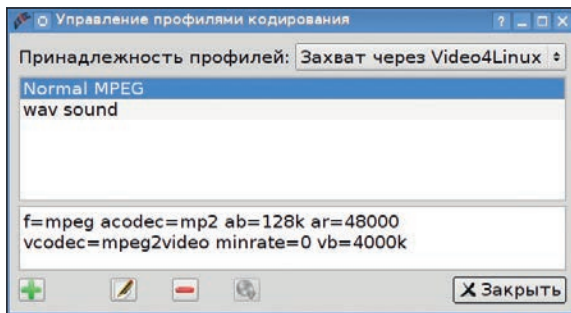 Управление профилями кодирования
Принадлежность профилей: Захват через Video4Linux
Normal MPEG
wav sound
f=mpeg acodec=mp2 ab=128k ar=48000
vcodec=mpeg2video minrate=0 vb=4000k
Закрыть